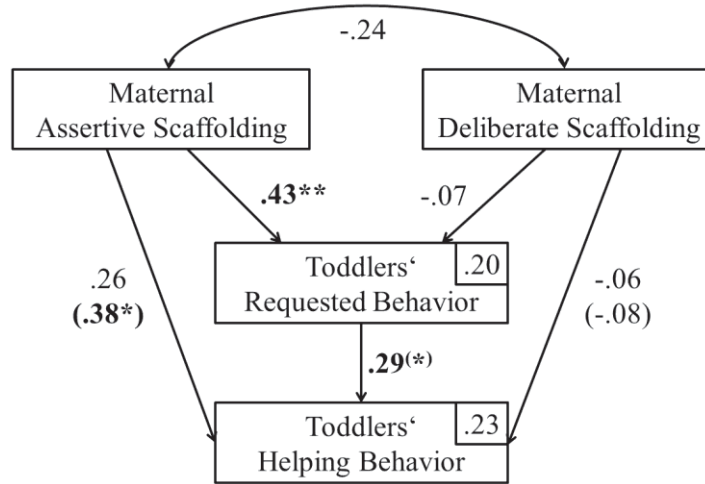 -.24
Maternal
Assertive Scaffolding
Maternal
Deliberate Scaffolding
.43**
-.07
Toddlers‘
Requested Behavior
.20
.26
(.38*)
-.06
(-.08)
.29(*)
Toddlers‘
Helping Behavior
.23